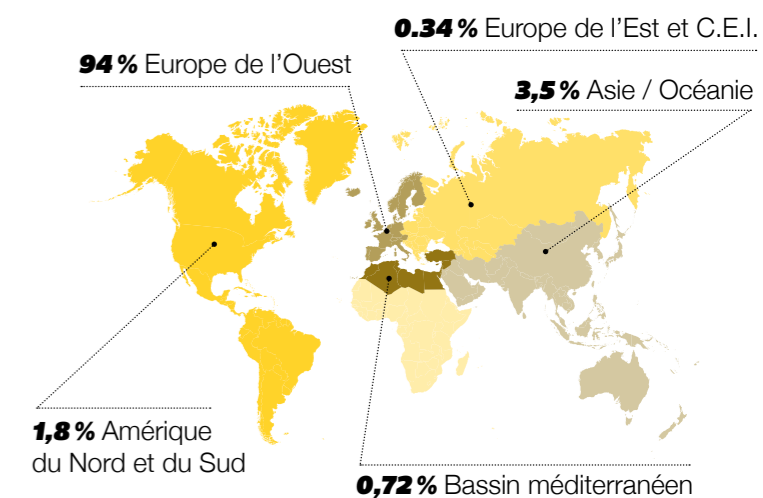 0.34 % Europe de l’Est et C.E.I.
94 % Europe de l’Ouest
3,5 % Asie / Océanie
1,8 % Amérique
du Nord et du Sud
0,72 % Bassin méditerranéen